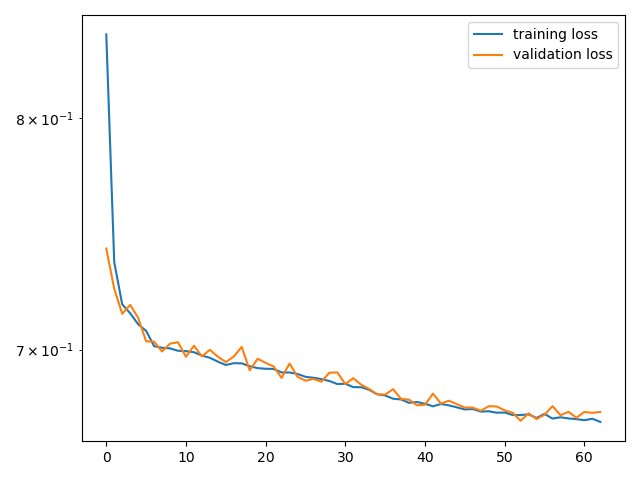 training loss
validation loss
8 × 10⁻¹
7 × 10⁻¹
0 10 20 30 40 50 60